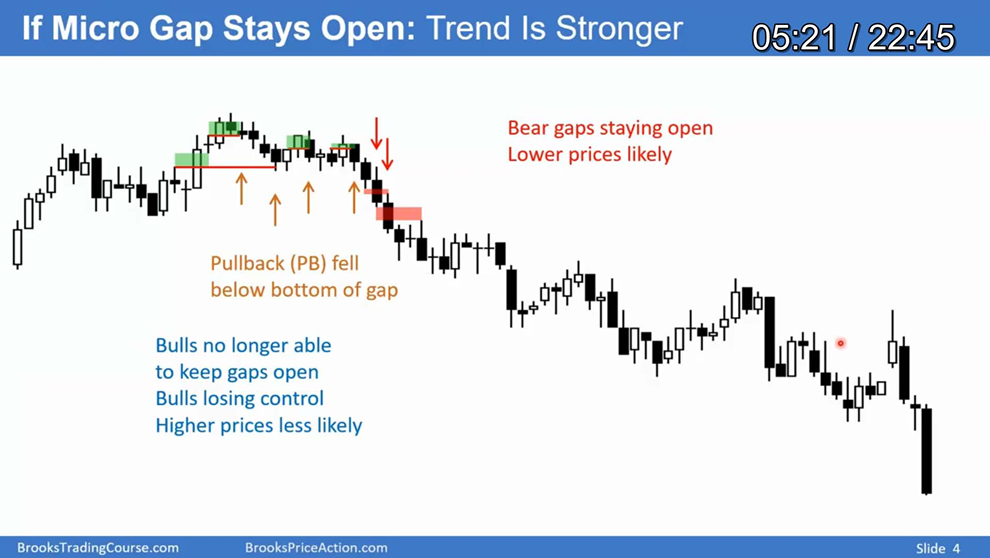 If Micro Gap Stays Open: Trend Is Stronger
05:21 / 22:45
Bear gaps staying open
Lower prices likely
Pullback (PB) fell
below bottom of gap
Bulls no longer able
to keep gaps open
Bulls losing control
Higher prices less likely
BrooksTradingCourse.com
BrooksPriceAction.com
Slide 4